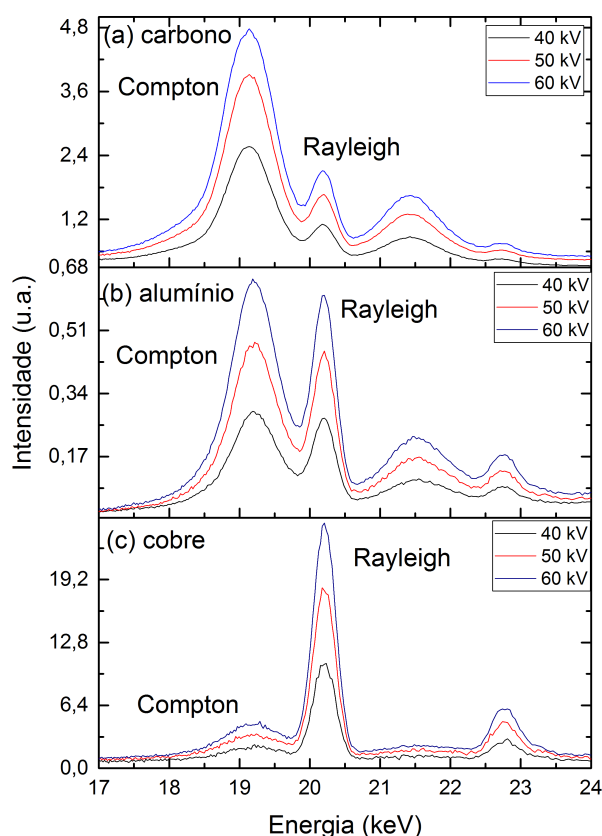 (a) carbono
Compton
Rayleigh
40 kV
50 kV
60 kV
4,8
3,6
2,4
1,2
0,68
(b) alumínio
Compton
Rayleigh
40 kV
50 kV
60 kV
0,51
0,34
0,17
Intensidade (u.a.)
(c) cobre
Compton
Rayleigh
40 kV
50 kV
60 kV
19,2
12,8
6,4
0,0
17 18 19 20 21 22 23 24
Energia (keV)